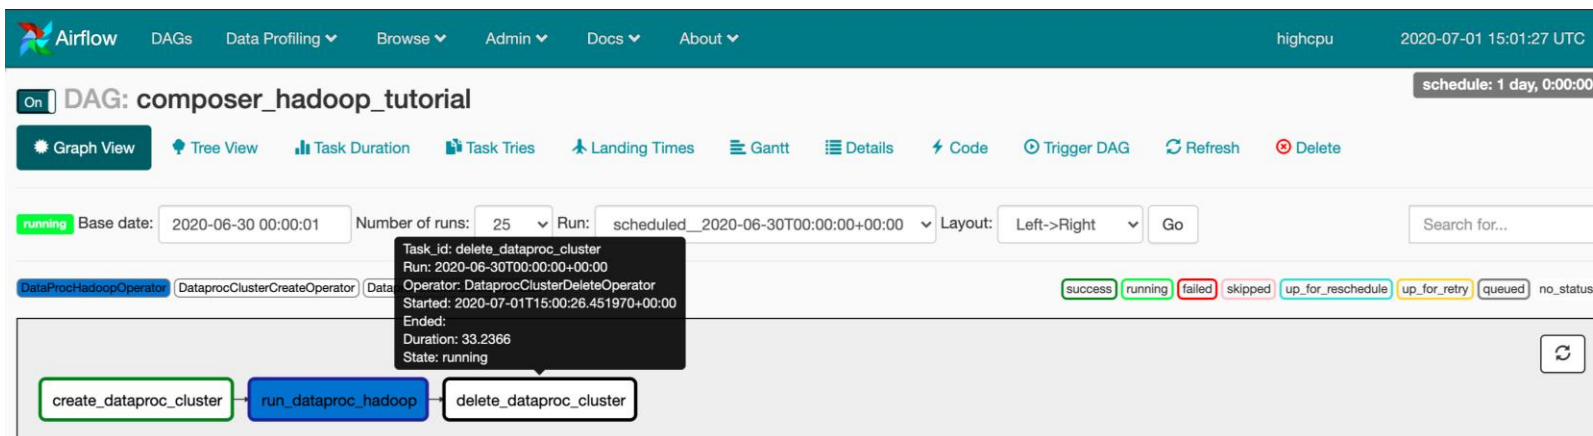 Airflow DAGs Data Profiling Browse Admin Docs About highcpu 2020-07-01 15:01:27 UTC
On DAG: composer_hadoop_tutorial schedule: 1 day, 0:00:00
Graph View Tree View Task Duration Task Tries Landing Times Gantt Details Code Trigger DAG Refresh Delete
running Base date: 2020-06-30 00:00:01 Number of runs: 25 Run: scheduled__2020-06-30T00:00:00+00:00 Layout: Left->Right Go Search for...
Task_id: delete_dataproc_cluster
Run: 2020-06-30T00:00:00+00:00
Operator: DataprocClusterDeleteOperator
Started: 2020-07-01T15:00:26.451970+00:00
Ended:
Duration: 33.2366
State: running
DataProcHadoopOperator DataprocClusterCreateOperator success running failed skipped up_for_reschedule up_for_retry queued no_status
create_dataproc_cluster run_dataproc_hadoop delete_dataproc_cluster